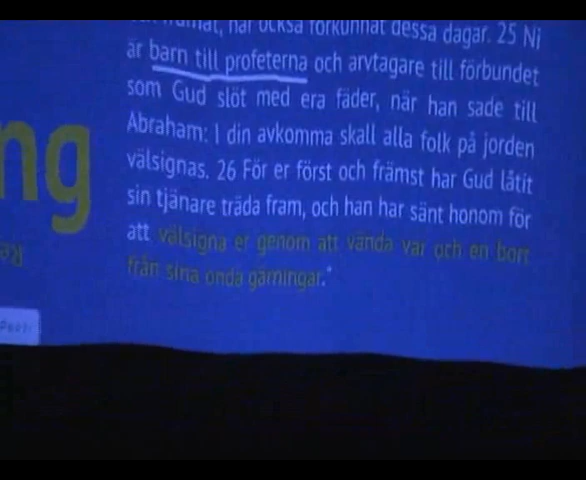 också förkunnat dessa dagar. 25 Ni
är barn till profeterna och arvtagare till förbundet
som Gud slöt med era fäder, när han sade till
Abraham: I din avkomma skall alla folk på jorden
välsignas. 26 För er först och främst har Gud låtit
sin tjänare träda fram, och han har sänt honom för
att välsigna er genom att vända var och en bort
från sina onda gärningar."
ng